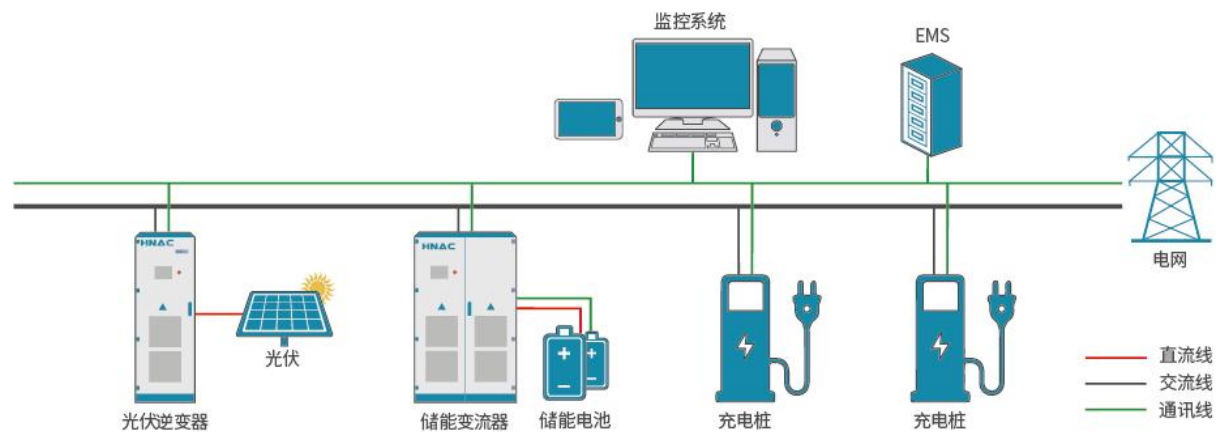 监控系统
EMS
电网
HNAC
HNAC
光伏
直流线
交流线
通讯线
光伏逆变器
储能变流器
储能电池
充电桩
充电桩